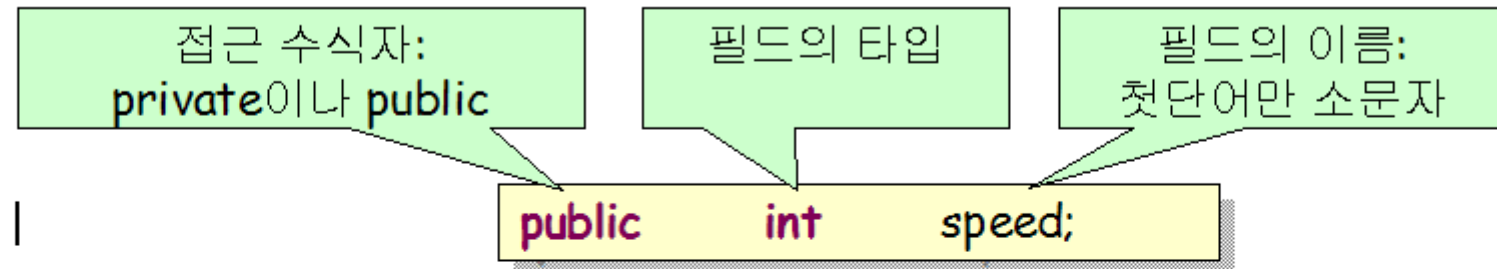 접근 수식자:
private이나 public
필드의 타입
필드의 이름:
첫단어만 소문자
public int speed;